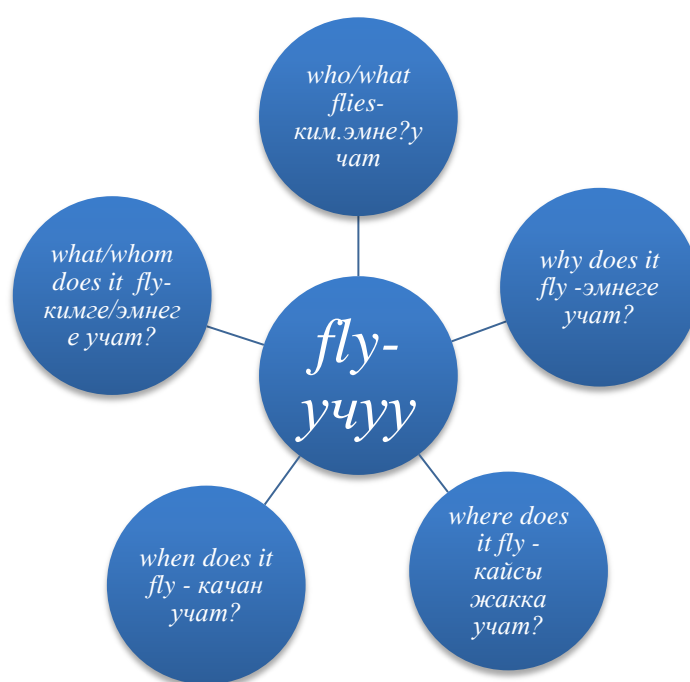 who/what
flies-
ким.эмне?у
чат
why does it
fly -эмнеге
учат?
where does
it fly -
кайсы
жакка
учат?
when does it
fly - качан
учат?
what/whom
does it  fly-
кимге/эмнег
е учат?
fly-
учуу